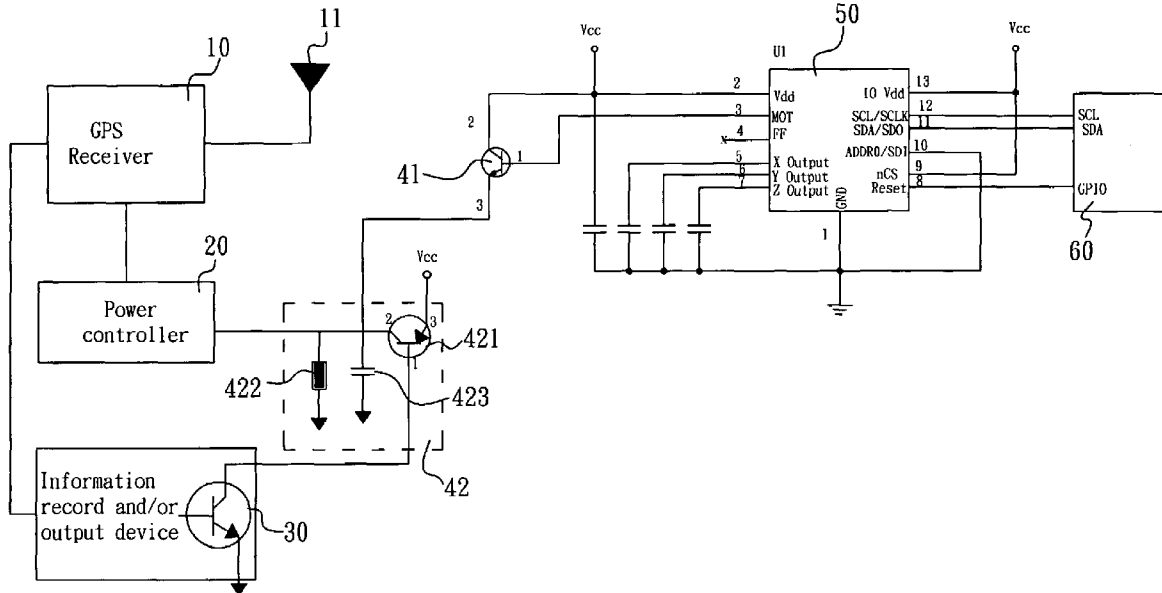 11
10
GPS
Receiver
20
Power
controller
Information
record and/or
output device
30
Vcc
2
1
3
41
Vcc
2
3
1
421
422
423
42
U1
50
2
3
4
5
6
7
Vdd
MOT
FF
X Output
Y Output
Z Output
GND
1
IO Vdd
SCL/SCLK
SDA/SDO
ADDR0/SDI
nCS
Reset
13
12
11
10
9
8
Vcc
SCL
SDA
GPIO
60
x